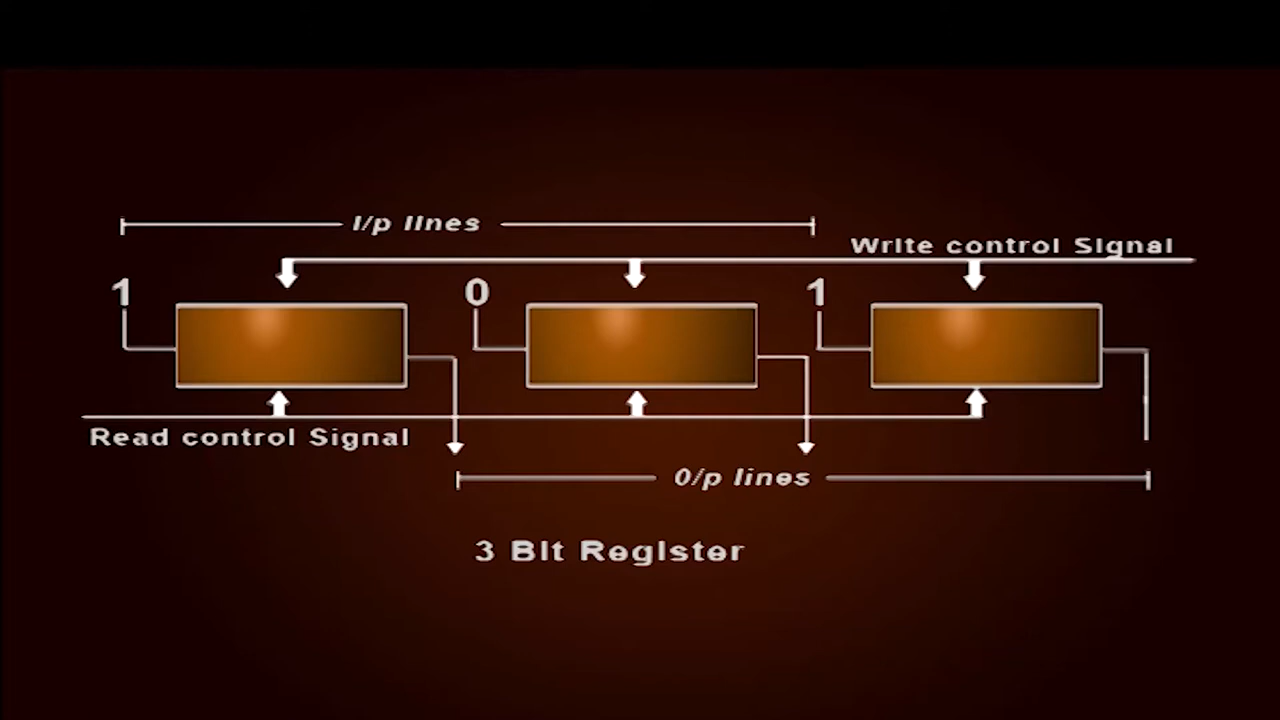 I/p lines
Write control Signal
1 0 1
Read control Signal
0/p lines
3 Bit Register